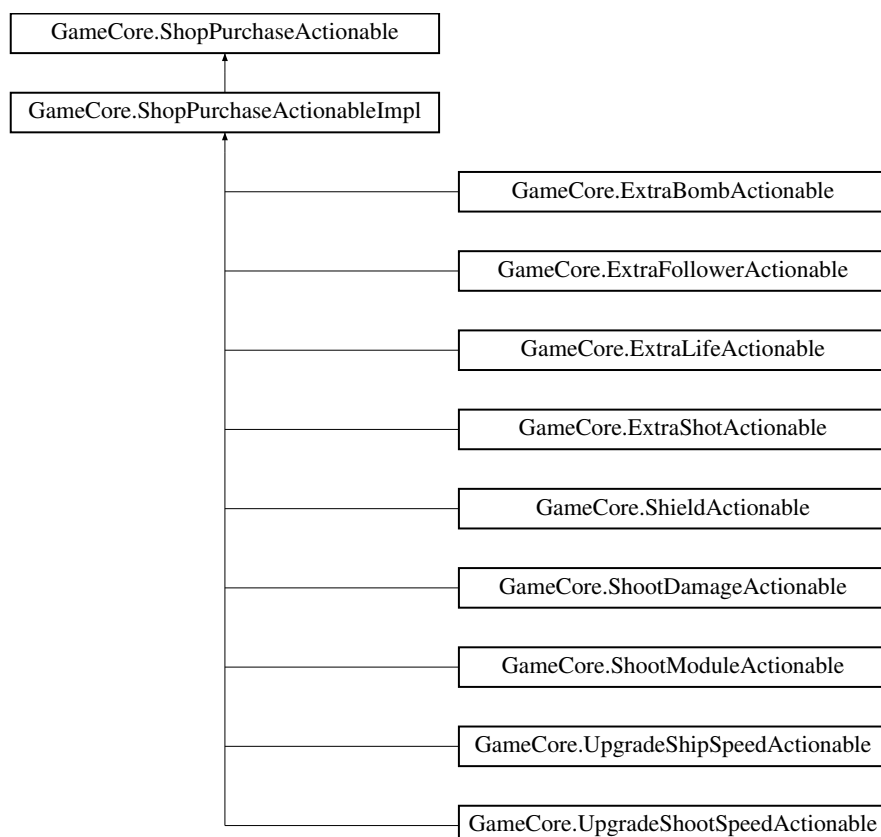 GameCore.ShopPurchaseActionable
GameCore.ShopPurchaseActionableImpl
GameCore.ExtraBombActionable
GameCore.ExtraFollowerActionable
GameCore.ExtraLifeActionable
GameCore.ExtraShotActionable
GameCore.ShieldActionable
GameCore.ShootDamageActionable
GameCore.ShootModuleActionable
GameCore.UpgradeShipSpeedActionable
GameCore.UpgradeShootSpeedActionable